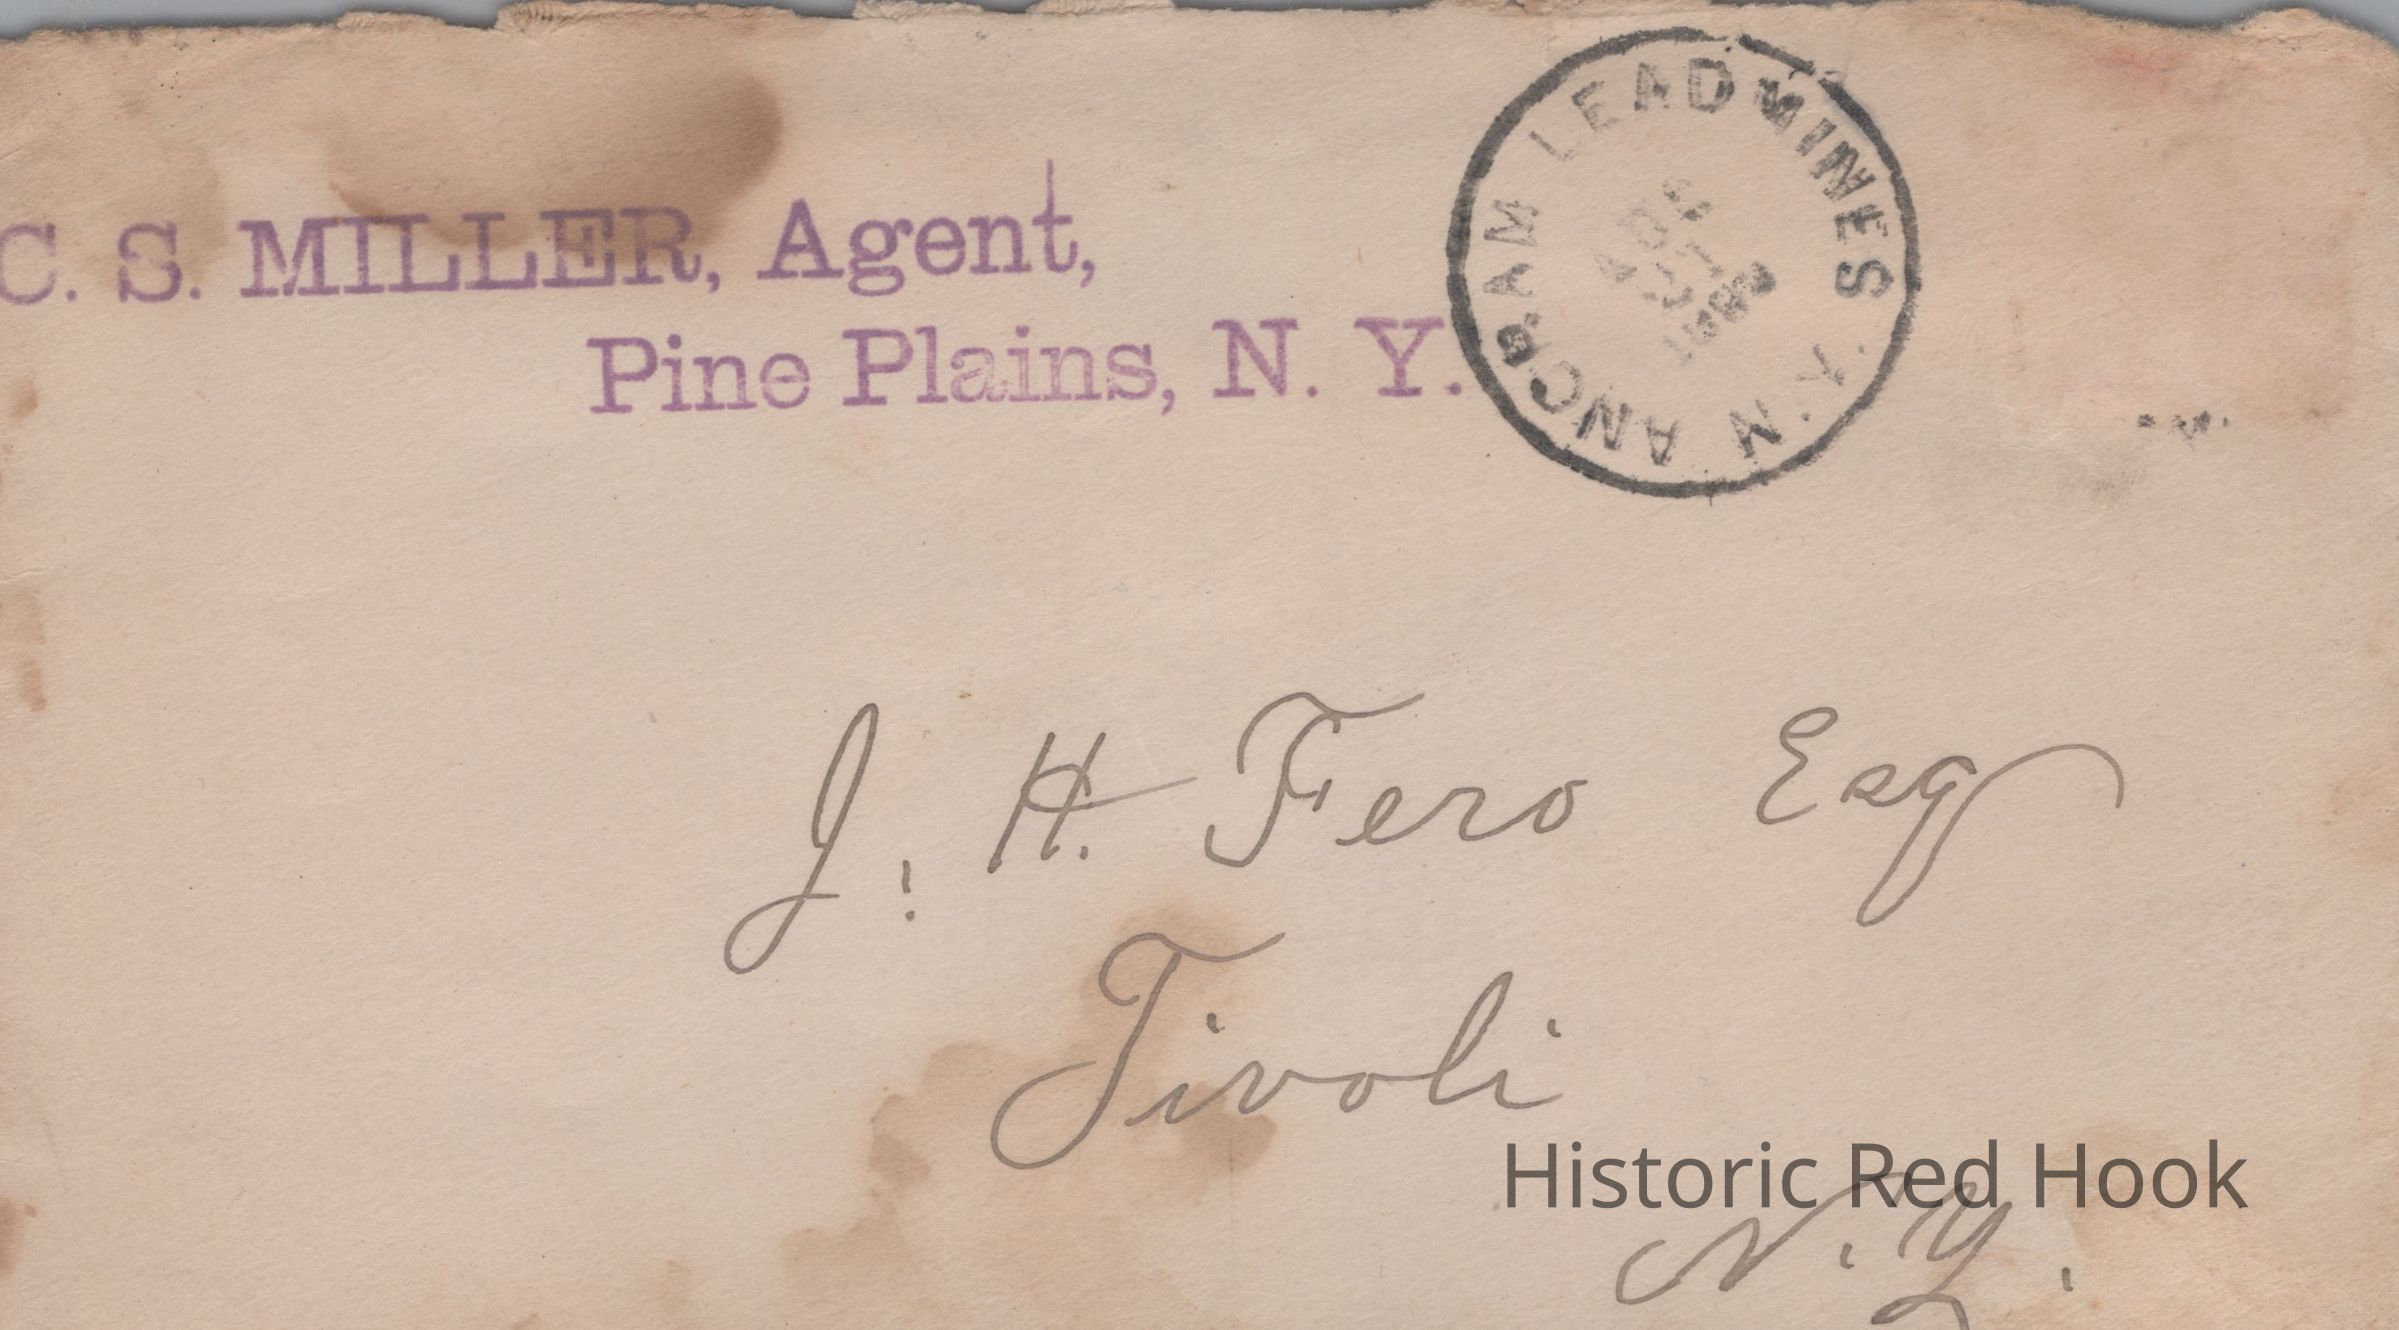 C. S. MILLER, Agent,
Pine Plains, N. Y.
ANCRAM LEAD MINES N. Y.
J. H. Fero Esq
Tivoli
N. Y.
Historic Red Hook